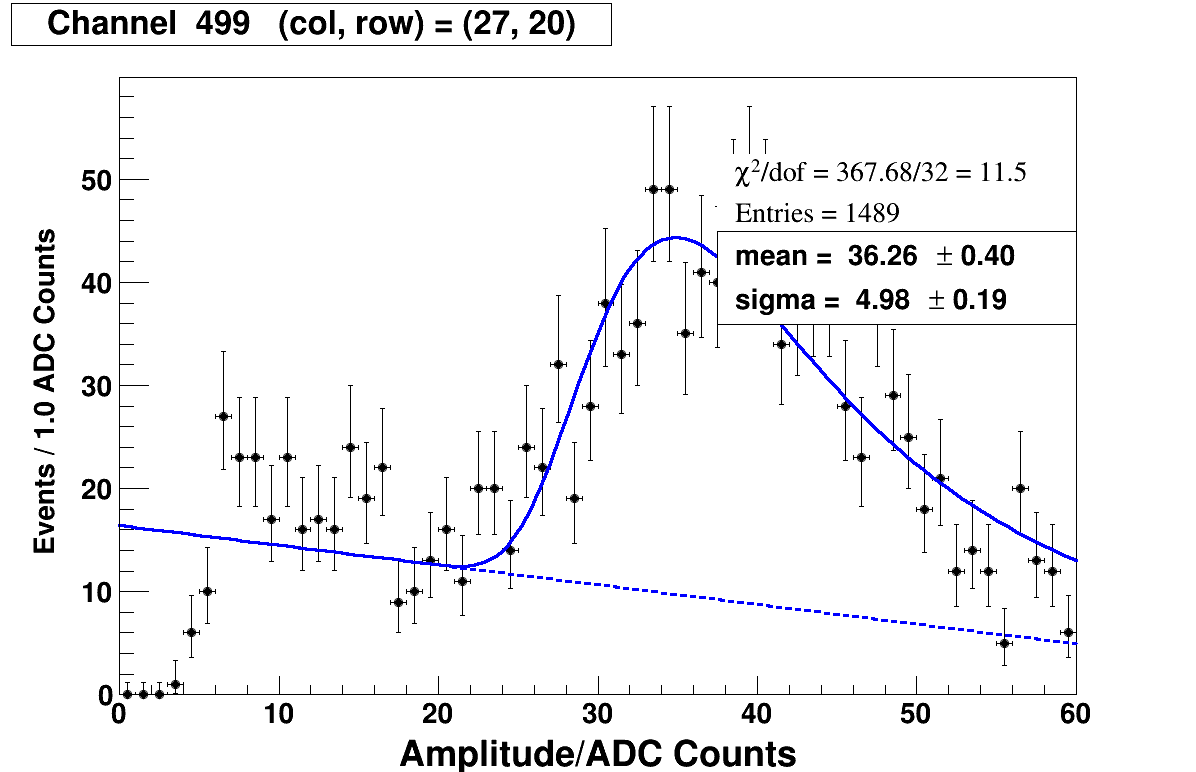 Channel 499 (col, row) = (27, 20)
χ²/dof = 367.68/32 = 11.5
Entries = 1489
mean = 36.26 ± 0.40
sigma = 4.98 ± 0.19
Events / 1.0 ADC Counts
50
40
30
20
10
0
0 10 20 30 40 50 60
Amplitude/ADC Counts